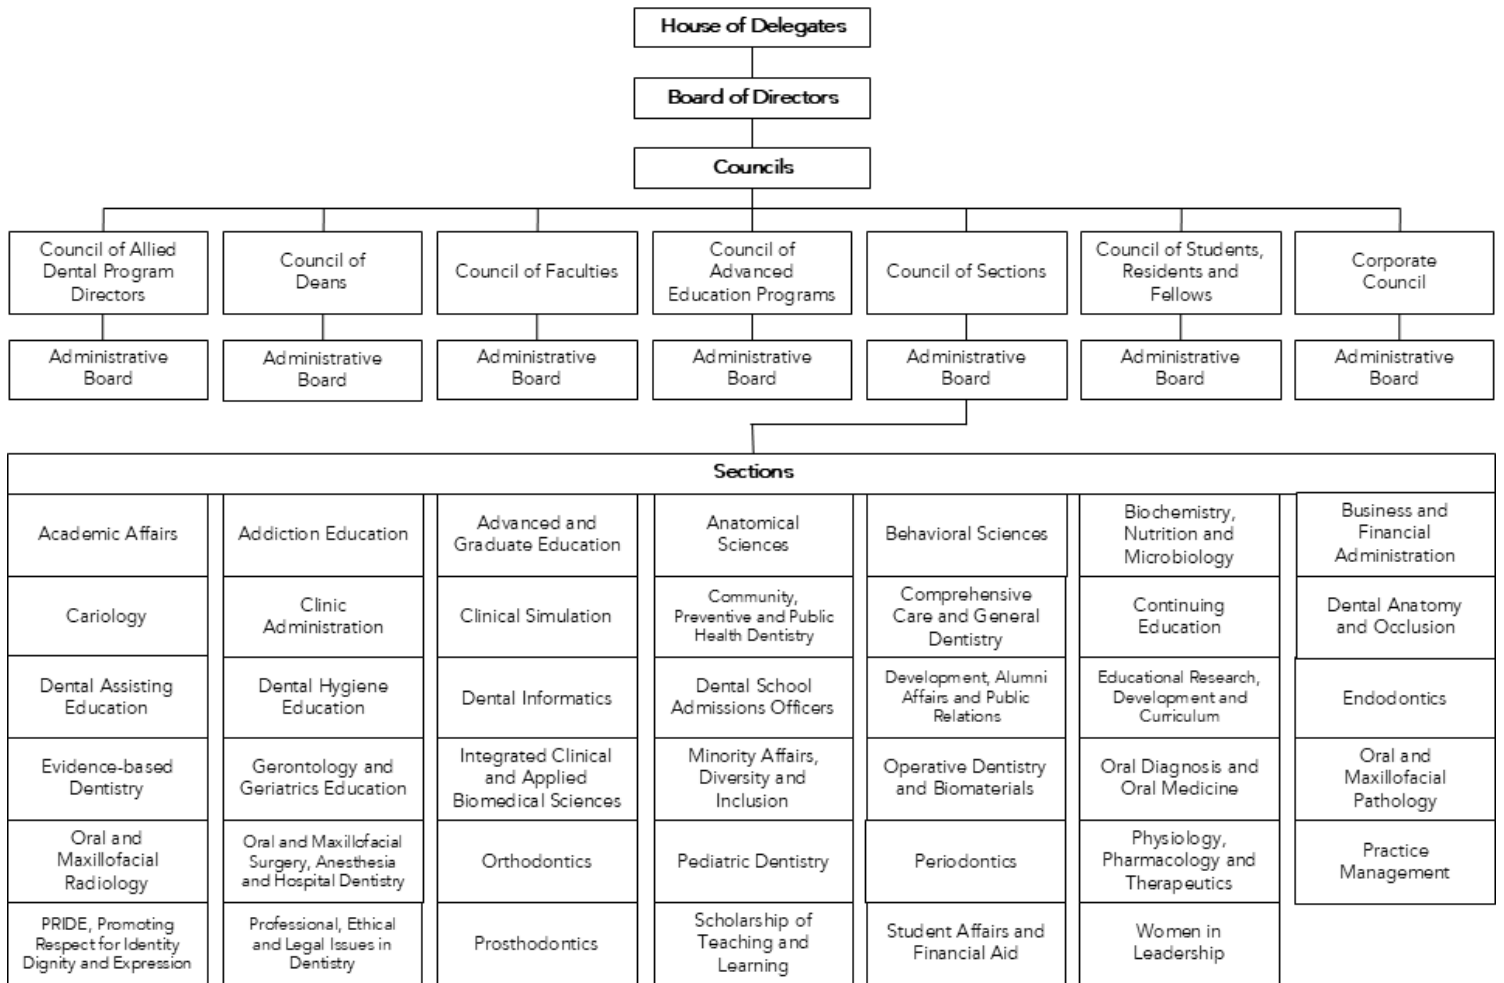 House of Delegates
Board of Directors
Councils
Council of Allied
Dental Program
Directors
Council of
Deans
Council of Faculties
Council of
Advanced
Education Programs
Council of Sections
Council of Students,
Residents and
Fellows
Corporate
Council
Administrative
Board
Administrative
Board
Administrative
Board
Administrative
Board
Administrative
Board
Administrative
Board
Administrative
Board
Sections
Academic Affairs
Addiction Education
Advanced and
Graduate Education
Anatomical
Sciences
Behavioral Sciences
Biochemistry,
Nutrition and
Microbiology
Business and
Financial
Administration
Cariology
Clinic
Administration
Clinical Simulation
Community,
Preventive and Public
Health Dentistry
Comprehensive
Care and General
Dentistry
Continuing
Education
Dental Anatomy
and Occlusion
Dental Assisting
Education
Dental Hygiene
Education
Dental Informatics
Dental School
Admissions Officers
Development, Alumni
Affairs and Public
Relations
Educational Research,
Development and
Curriculum
Endodontics
Evidence-based
Dentistry
Gerontology and
Geriatrics Education
Integrated Clinical
and Applied
Biomedical Sciences
Minority Affairs,
Diversity and
Inclusion
Operative Dentistry
and Biomaterials
Oral Diagnosis and
Oral Medicine
Oral and
Maxillofacial
Pathology
Oral and
Maxillofacial
Radiology
Oral and Maxillofacial
Surgery, Anesthesia
and Hospital Dentistry
Orthodontics
Pediatric Dentistry
Periodontics
Physiology,
Pharmacology and
Therapeutics
Practice
Management
PRIDE, Promoting
Respect for Identity
Dignity and Expression
Professional, Ethical
and Legal Issues in
Dentistry
Prosthodontics
Scholarship of
Teaching and
Learning
Student Affairs and
Financial Aid
Women in
Leadership